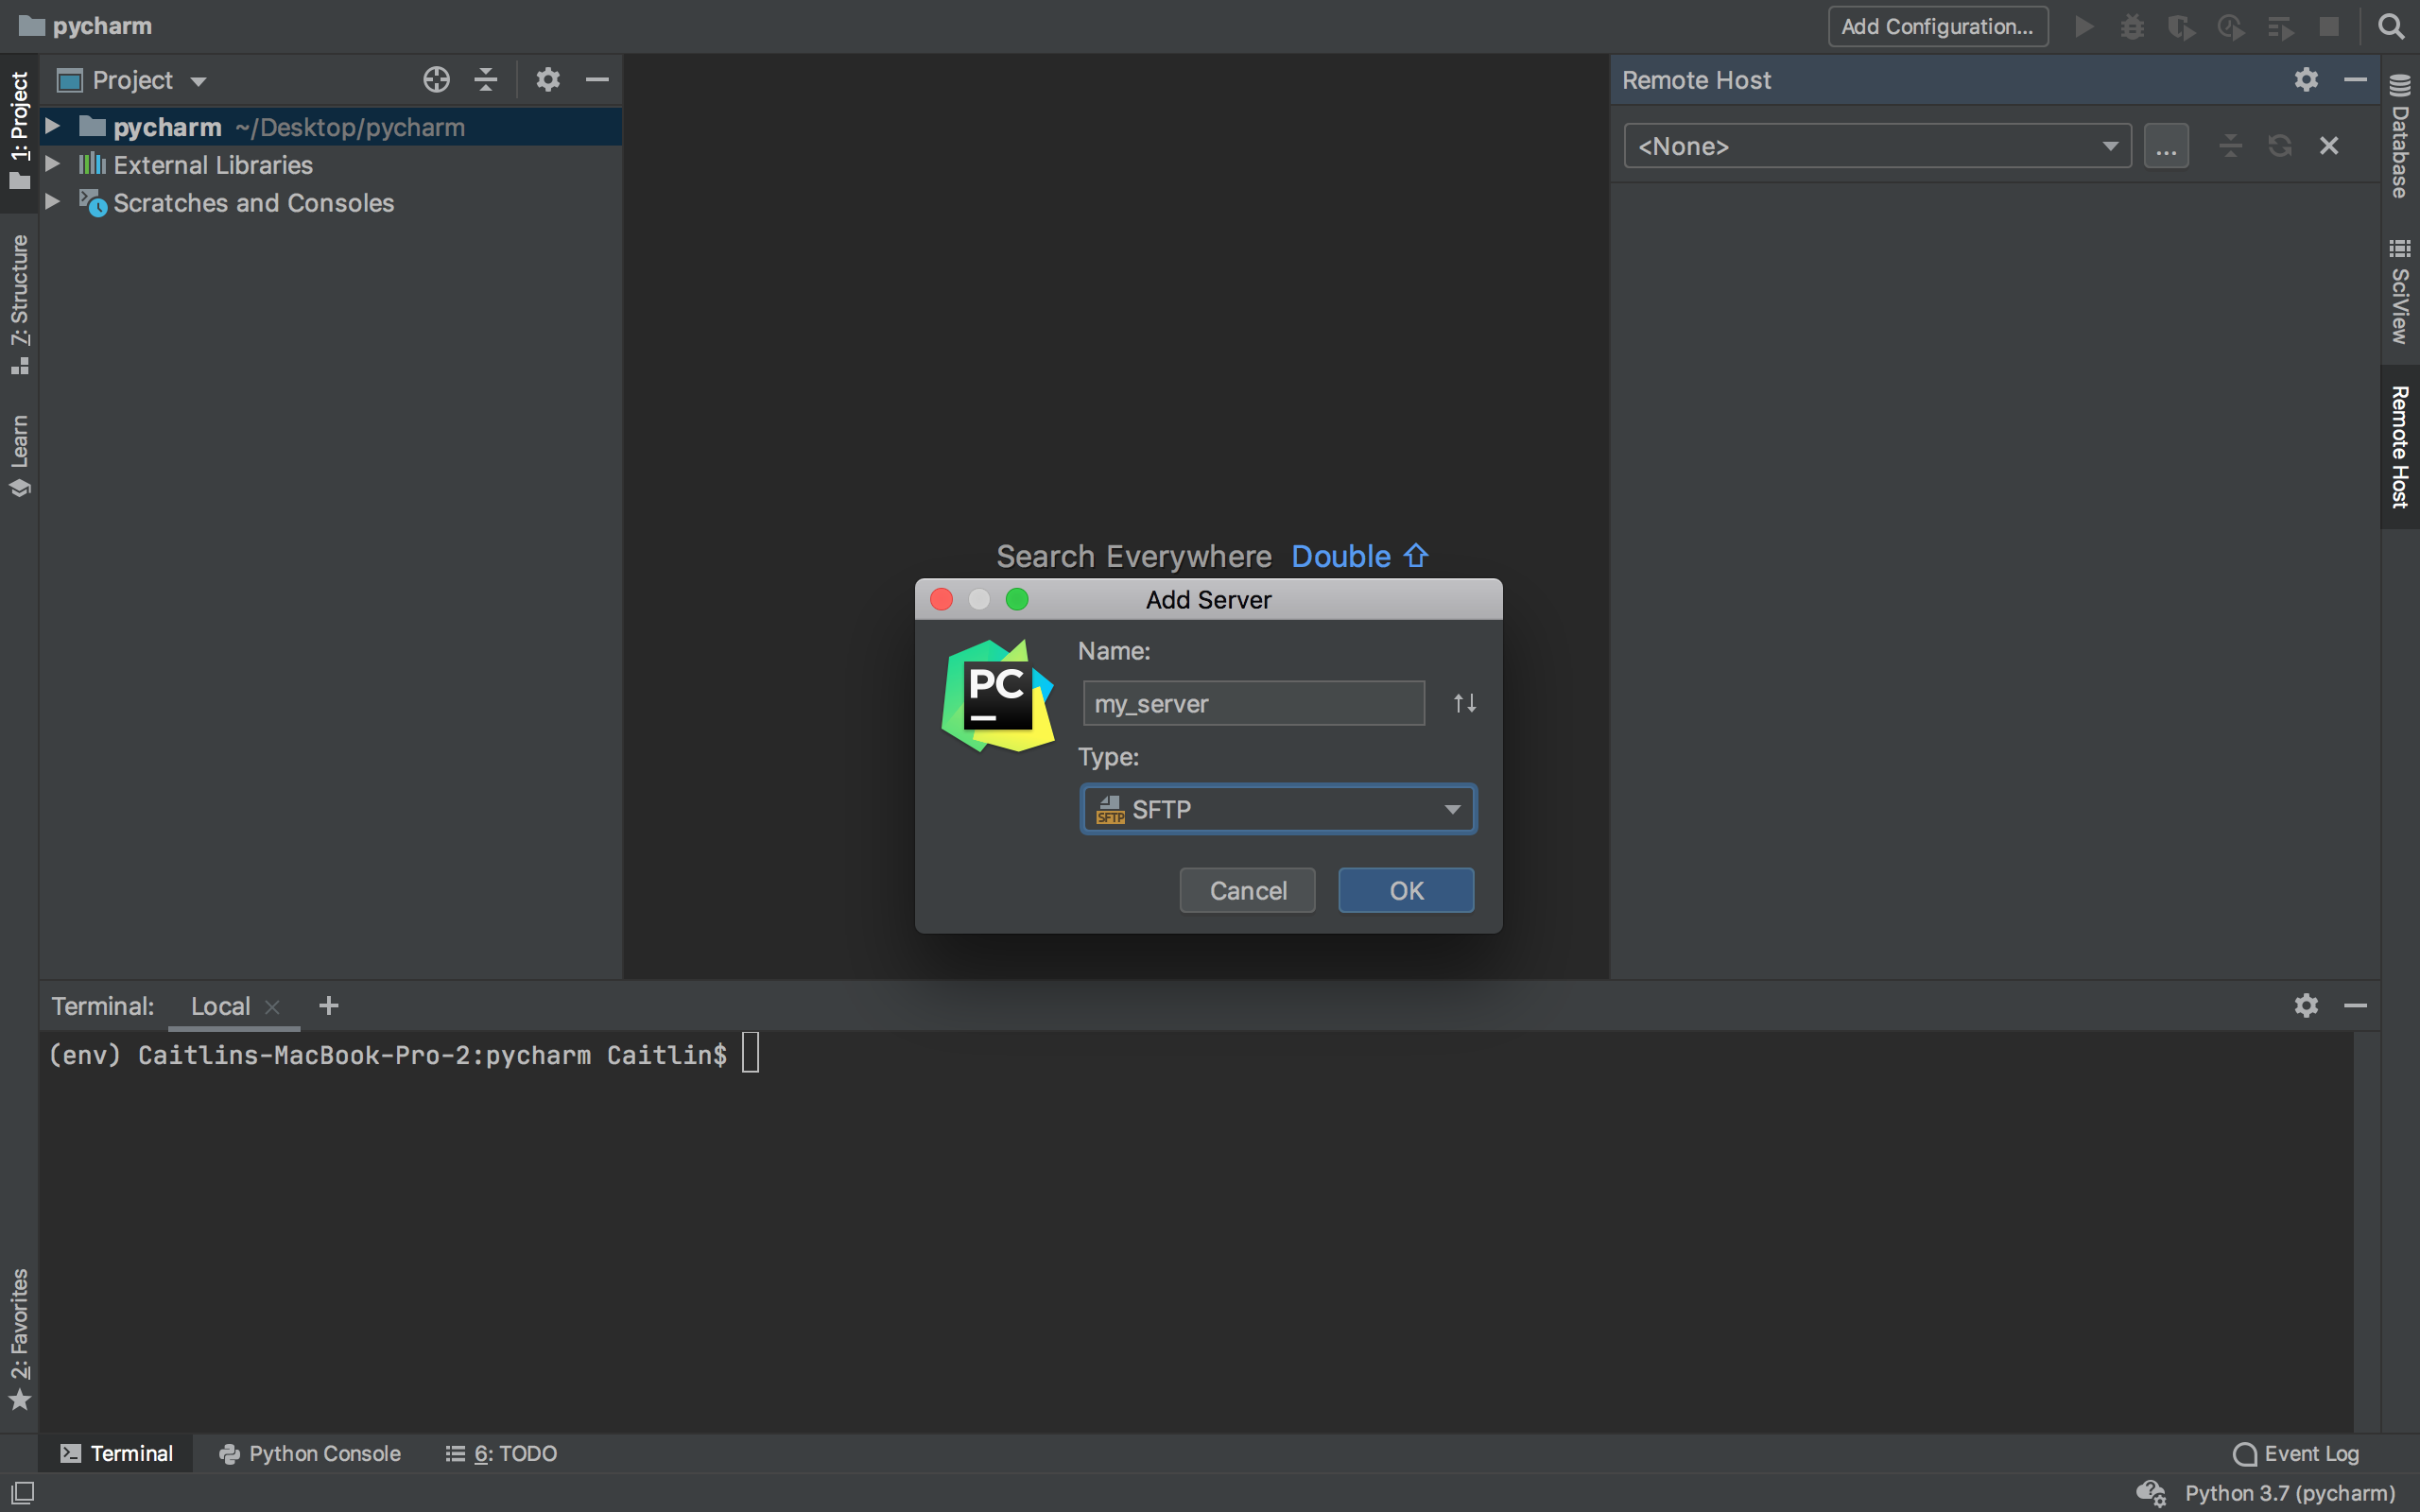 pycharm
Add Configuration...
1: Project
7: Structure
Learn
2: Favorites
Project
pycharm ~/Desktop/pycharm
External Libraries
Scratches and Consoles
Search Everywhere Double ⇧
Add Server
PC
Name:
my_server
Type:
SFTP
SFTP
Cancel
OK
Remote Host
<None>
...
Database
SciView
Remote Host
Terminal:
Local
(env) Caitlins-MacBook-Pro-2:pycharm Caitlin$
Terminal
Python Console
6: TODO
Event Log
Python 3.7 (pycharm)